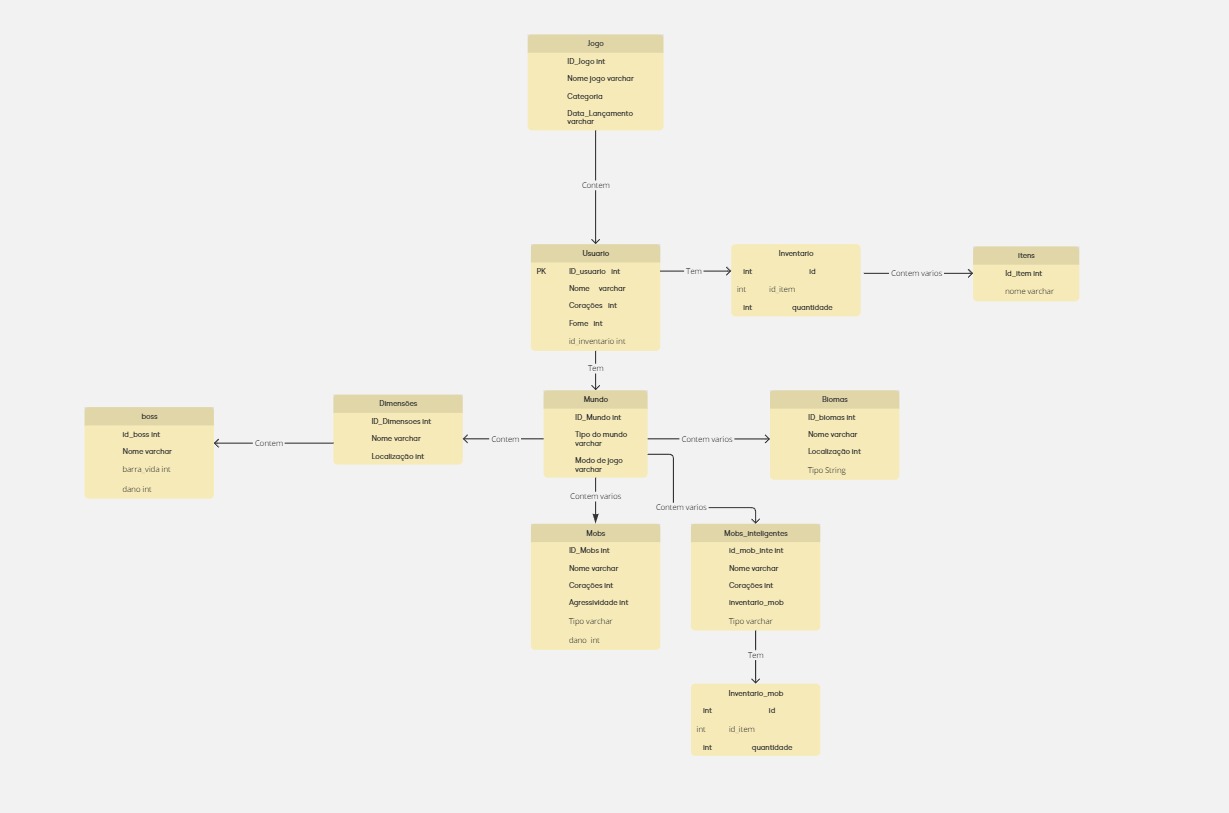 Jogo
ID_Jogo int
Nome jogo varchar
Categoria
Data_Lançamento
varchar
Contem
Usuario
PK ID_usuario int
Nome varchar
Corações int
Fome int
id_inventario int
Tem
Inventario
int id
int id_item
int quantidade
Contem varios
itens
Id_item int
nome varchar
Tem
boss
id_boss int
Nome varchar
barra_vida int
dano int
Contem
Dimensões
ID_Dimensoes int
Nome varchar
Localização int
Contem
Mundo
ID_Mundo int
Tipo do mundo
varchar
Modo de jogo
varchar
Contem varios
Biomas
ID_biomas int
Nome varchar
Localização int
Tipo String
Contem varios
Contem varios
Mobs
ID_Mobs int
Nome varchar
Corações int
Agressividade int
Tipo varchar
dano int
Mobs_inteligentes
id_mob_inte int
Nome varchar
Corações int
inventario_mob
Tipo varchar
Tem
Inventario_mob
int id
int id_item
int quantidade